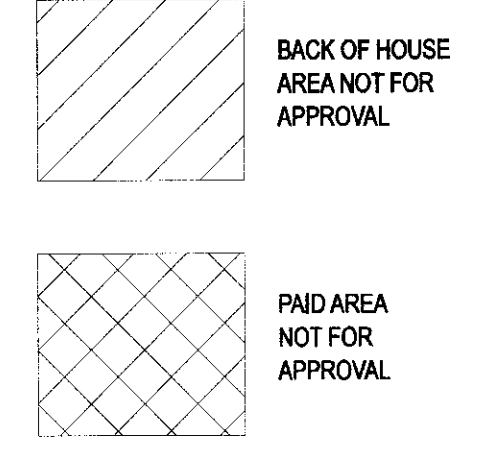 BACK OF HOUSE
AREA NOT FOR
APPROVAL
PAID AREA
NOT FOR
APPROVAL